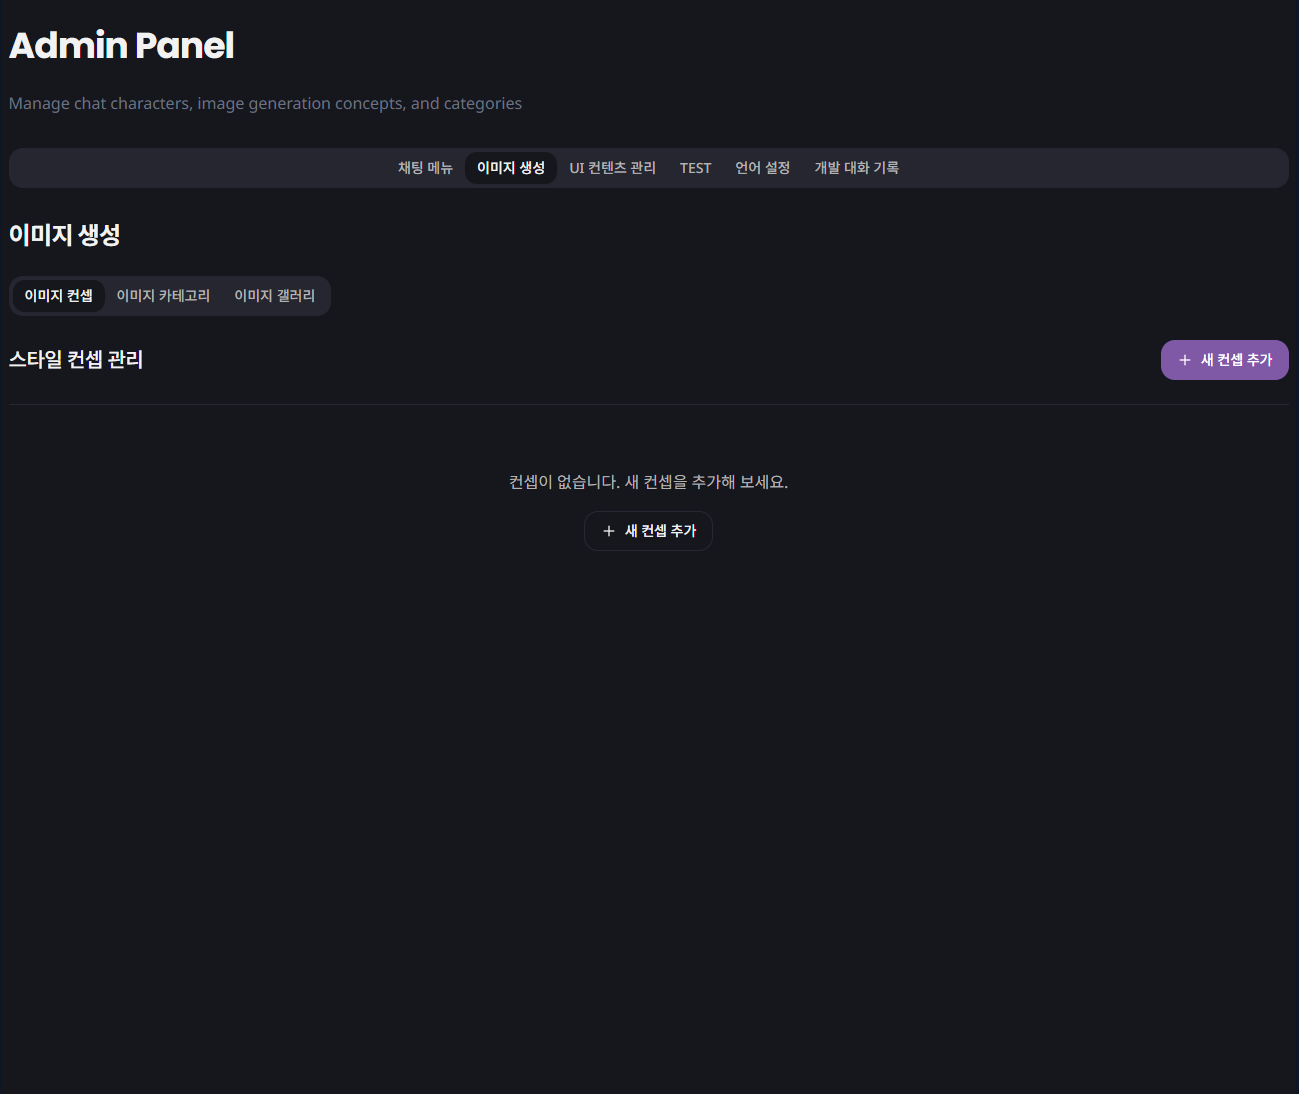 Admin Panel
Manage chat characters, image generation concepts, and categories
채팅 메뉴 이미지 생성 UI 컨텐츠 관리 TEST 언어 설정 개발 대화 기록
이미지 생성
이미지 컨셉 이미지 카테고리 이미지 갤러리
스타일 컨셉 관리 + 새 컨셉 추가
컨셉이 없습니다. 새 컨셉을 추가해 보세요.
+ 새 컨셉 추가